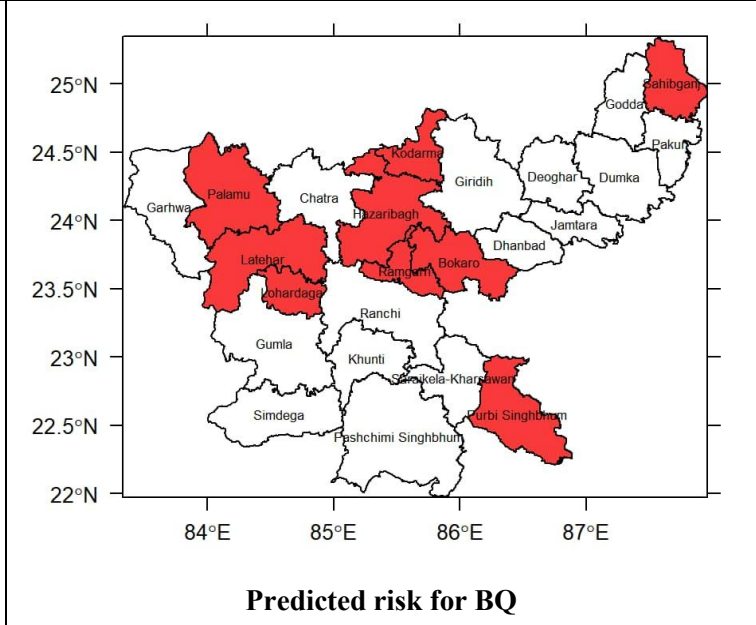 25°N
24.5°N
24°N
23.5°N
23°N
22.5°N
22°N
84°E
85°E
86°E
87°E
Sahibganj
Godda
Pakur
Kodarma
Giridih
Deoghar
Dumka
Palamu
Chatra
Garhwa
Hazaribagh
Jamtara
Dhanbad
Latehar
Ramgarh
Bokaro
Lohardaga
Ranchi
Gumla
Khunti
Saraikela-Kharsawan
Simdega
Purbi Singhbhum
Pashchimi Singhbhum
Predicted risk for BQ